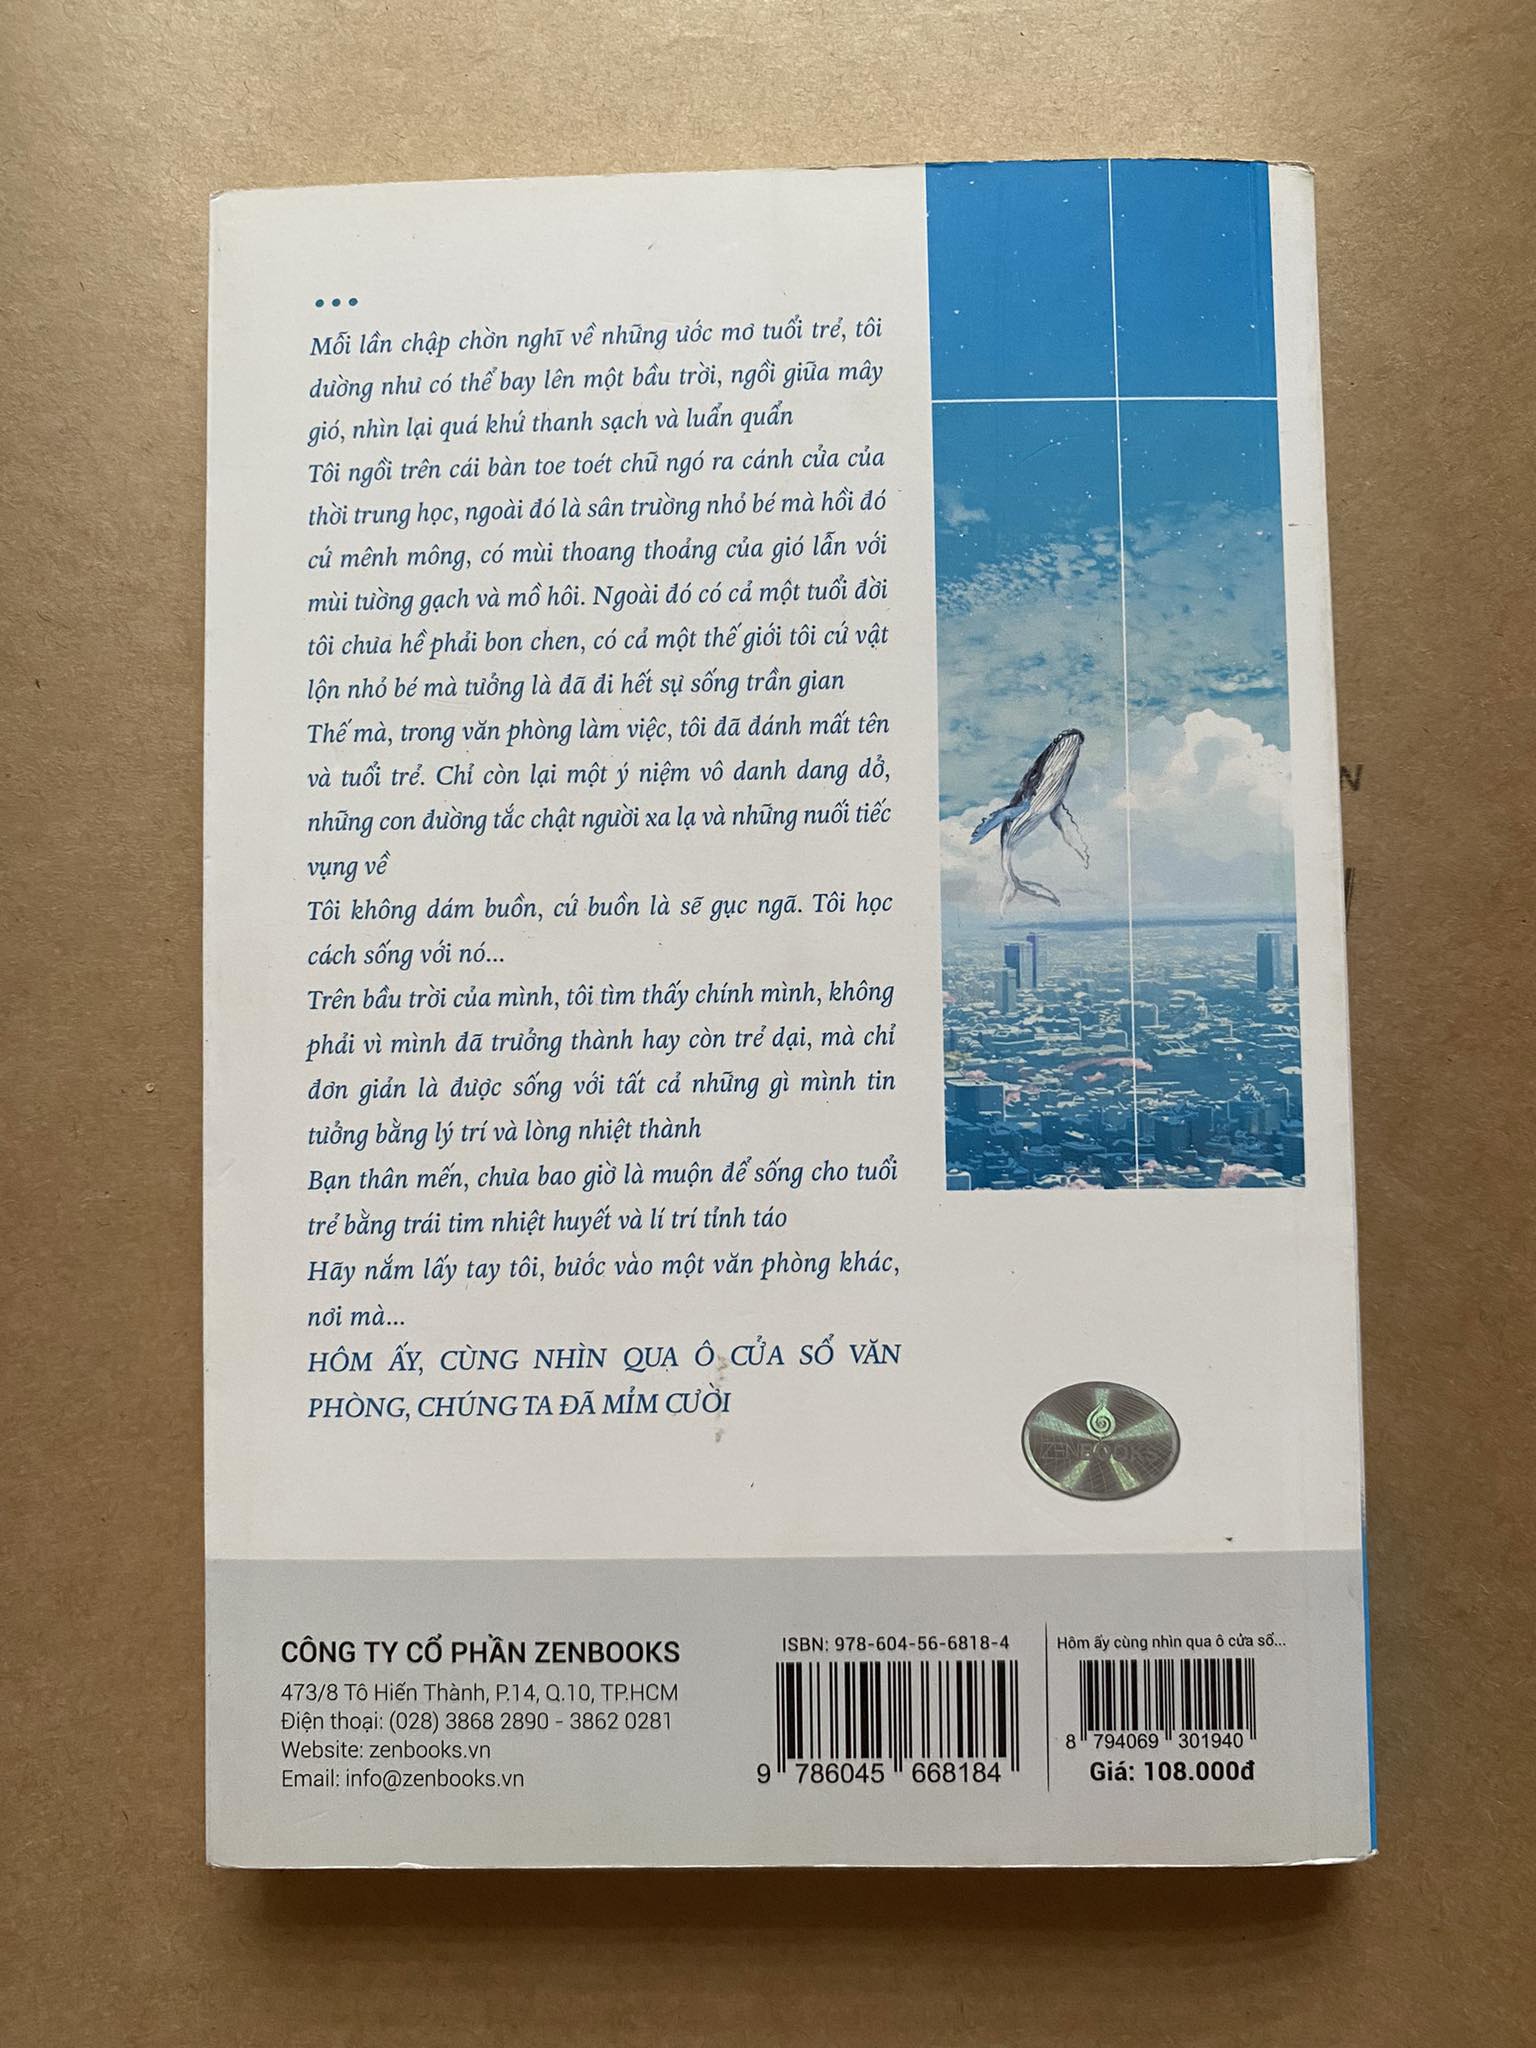 Mỗi lần chập chờn nghĩ về những ước mơ tuổi trẻ, tôi
dường như có thể bay lên một bầu trời, ngồi giữa mây
gió, nhìn lại quá khứ thanh sạch và luẩn quẩn
Tôi ngồi trên cái bàn toe toét chữ ngó ra cánh cửa của
thời trung học, ngoài đó là sân trường nhỏ bé mà hồi đó
cứ mênh mông, có mùi thoang thoảng của gió lẫn với
mùi tường gạch và mồ hôi. Ngoài đó có cả một tuổi đời
tôi chưa hề phải bon chen, có cả một thế giới tôi cứ vật
lộn nhỏ bé mà tưởng là đã đi hết sự sống trần gian
Thế mà, trong văn phòng làm việc, tôi đã đánh mất tên
và tuổi trẻ. Chỉ còn lại một ý niệm vô danh dang dở,
những con đường tắc chật người xa lạ và những nuối tiếc
vụng về
Tôi không dám buồn, cứ buồn là sẽ gục ngã. Tôi học
cách sống với nó...
Trên bầu trời của mình, tôi tìm thấy chính mình, không
phải vì mình đã trưởng thành hay còn trẻ dại, mà chỉ
đơn giản là được sống với tất cả những gì mình tin
tưởng bằng lý trí và lòng nhiệt thành
Bạn thân mến, chưa bao giờ là muộn để sống cho tuổi
trẻ bằng trái tim nhiệt huyết và lí trí tỉnh táo
Hãy nắm lấy tay tôi, bước vào một văn phòng khác,
nơi mà...
HÔM ẤY, CÙNG NHÌN QUA Ô CỬA SỔ VĂN
PHÒNG, CHÚNG TA ĐÃ MỈM CƯỜI
ZENBOOKS
CÔNG TY CỔ PHẦN ZENBOOKS
473/8 Tô Hiến Thành, P.14, Q.10, TP.HCM
Điện thoại: (028) 3868 2890 - 3862 0281
Website: zenbooks.vn
Email: info@zenbooks.vn
ISBN: 978-604-56-6818-4
9 786045 668184
Hôm ấy cùng nhìn qua ô cửa sổ...
8 794069 301940
Giá: 108.000đ